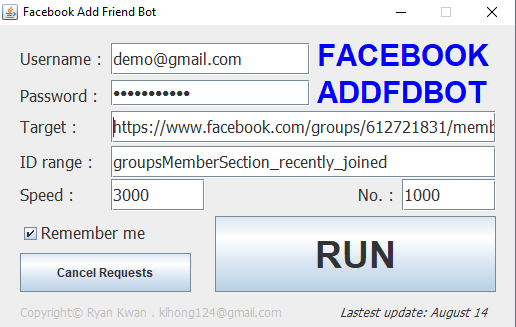 Facebook Add Friend Bot
Username : demo@gmail.com FACEBOOK
Password : ••••••••••• ADDFDBOT
Target : https://www.facebook.com/groups/612721831/memb
ID range : groupsMemberSection_recently_joined
Speed : 3000 No. : 1000
Remember me
RUN
Cancel Requests
Copyright© Ryan Kwan . klhong124@gmail.com Lastest update: August 14